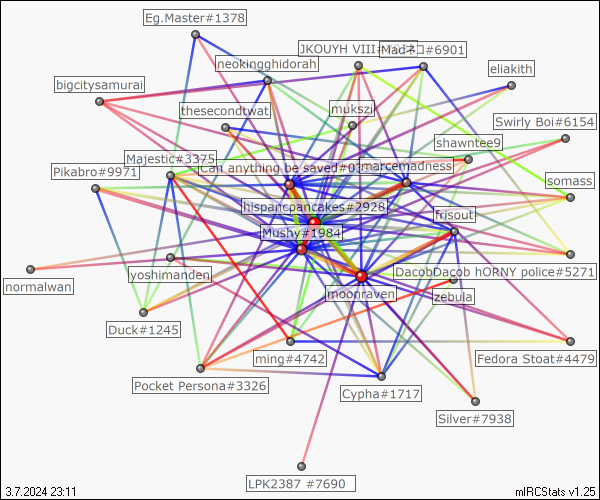 Eg.Master#1378
JKOUYH VIII
Mad
#6901
neokingghidorah
eliakith
bigcitysamurai
mukszi
thesecondtwat
Swirly Boi#6154
shawntee9
Majestic#3375
Can anything be saved#0
marcemadness
Pikabro#9971
somass
hispanicpancakes#2928
frisout
Mushy#1984
yoshimanden
DacobDacob hORNY police#5271
normalwan
moonraven
zebula
Duck#1245
ming#4742
Fedora Stoat#4479
Pocket Persona#3326
Cypha#1717
Silver#7938
LPK2387 #7690
3.7.2024 23:11
mIRCStats v1.25